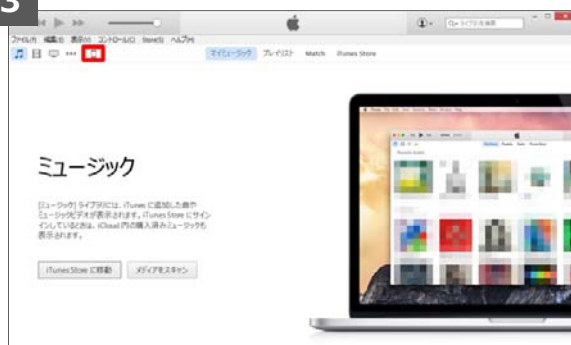 3
ファイル(F) 編集(E) 表示(V) コントロール(C) Store(S) ヘルプ(H)
マイミュージック プレイリスト Match iTunes Store
ミュージック
[ミュージック] ライブラリには、iTunes に追加した曲や
ミュージックビデオが表示されます。iTunes Store にサイン
インしているときは、iCloud 内の購入済みミュージックも
表示されます。
iTunes Store に移動 メディアをスキャン